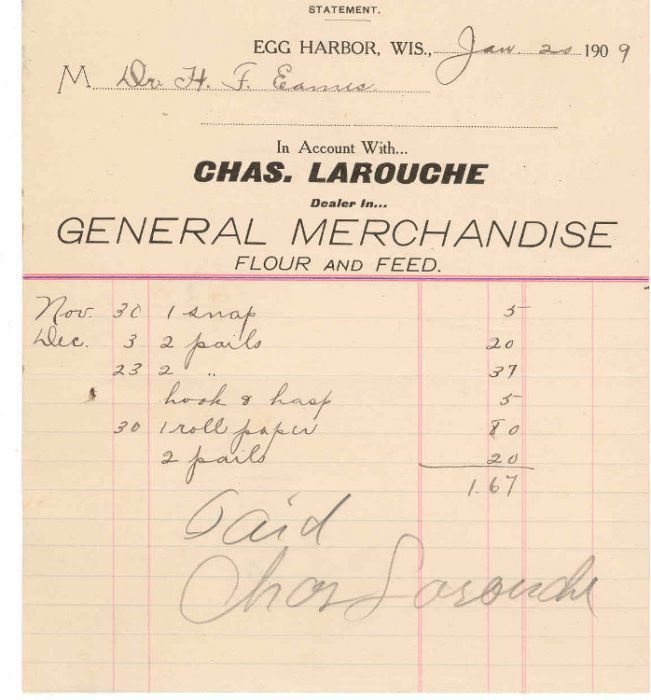 STATEMENT.
EGG HARBOR, WIS., Jan. 20 1909
M Dr. H. F. Eames
In Account With...
CHAS. LAROUCHE
Dealer In...
GENERAL MERCHANDISE
FLOUR AND FEED.
Nov. 30 1 snap 5
Dec. 3 2 pails 20
23 2 " 37
hook & hasp 5
30 1 roll paper 80
2 pails 20
1.67
Paid
Chas Larouche